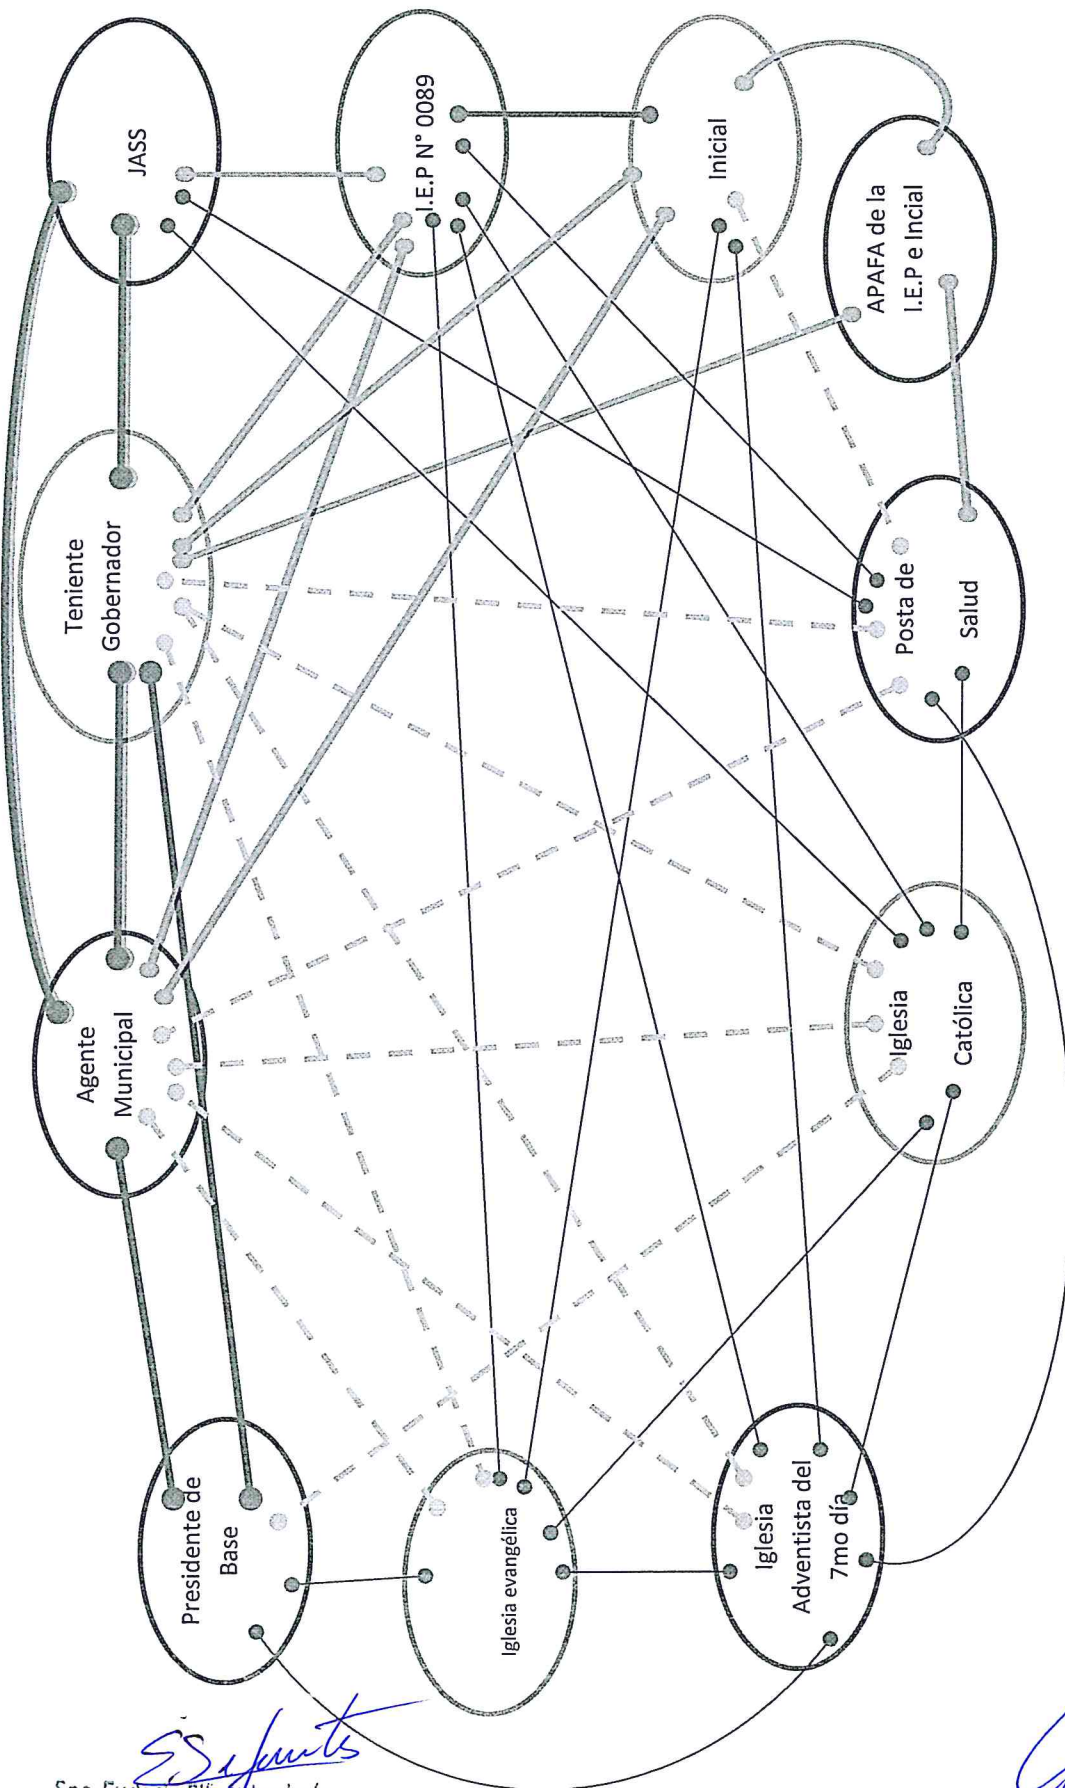 Presidente de
Base
Agente
Municipal
Teniente
Gobernador
JASS
I.E.P N° 0089
Inicial
APAFA de la
I.E.P e Incial
Posta de
Salud
Iglesia
Católica
Iglesia
Adventista del
7mo día
Iglesia evangélica